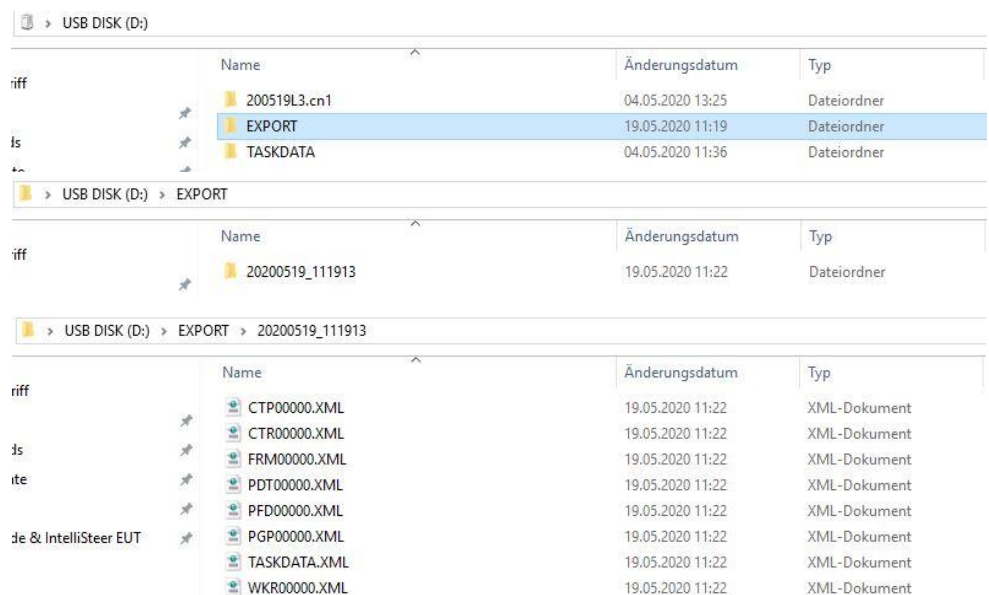 USB DISK (D:)
Name Änderungsdatum Typ
riff
200519L3.cn1 04.05.2020 13:25 Dateiordner
EXPORT 19.05.2020 11:19 Dateiordner
ds
TASKDATA 04.05.2020 11:36 Dateiordner
USB DISK (D:) > EXPORT
Name Änderungsdatum Typ
riff
20200519_111913 19.05.2020 11:22 Dateiordner
USB DISK (D:) > EXPORT > 20200519_111913
Name Änderungsdatum Typ
riff
CTP00000.XML 19.05.2020 11:22 XML-Dokument
CTR00000.XML 19.05.2020 11:22 XML-Dokument
ds
FRM00000.XML 19.05.2020 11:22 XML-Dokument
PDT00000.XML 19.05.2020 11:22 XML-Dokument
PFD00000.XML 19.05.2020 11:22 XML-Dokument
de & IntelliSteer EUT
PGP00000.XML 19.05.2020 11:22 XML-Dokument
TASKDATA.XML 19.05.2020 11:22 XML-Dokument
WKR00000.XML 19.05.2020 11:22 XML-Dokument